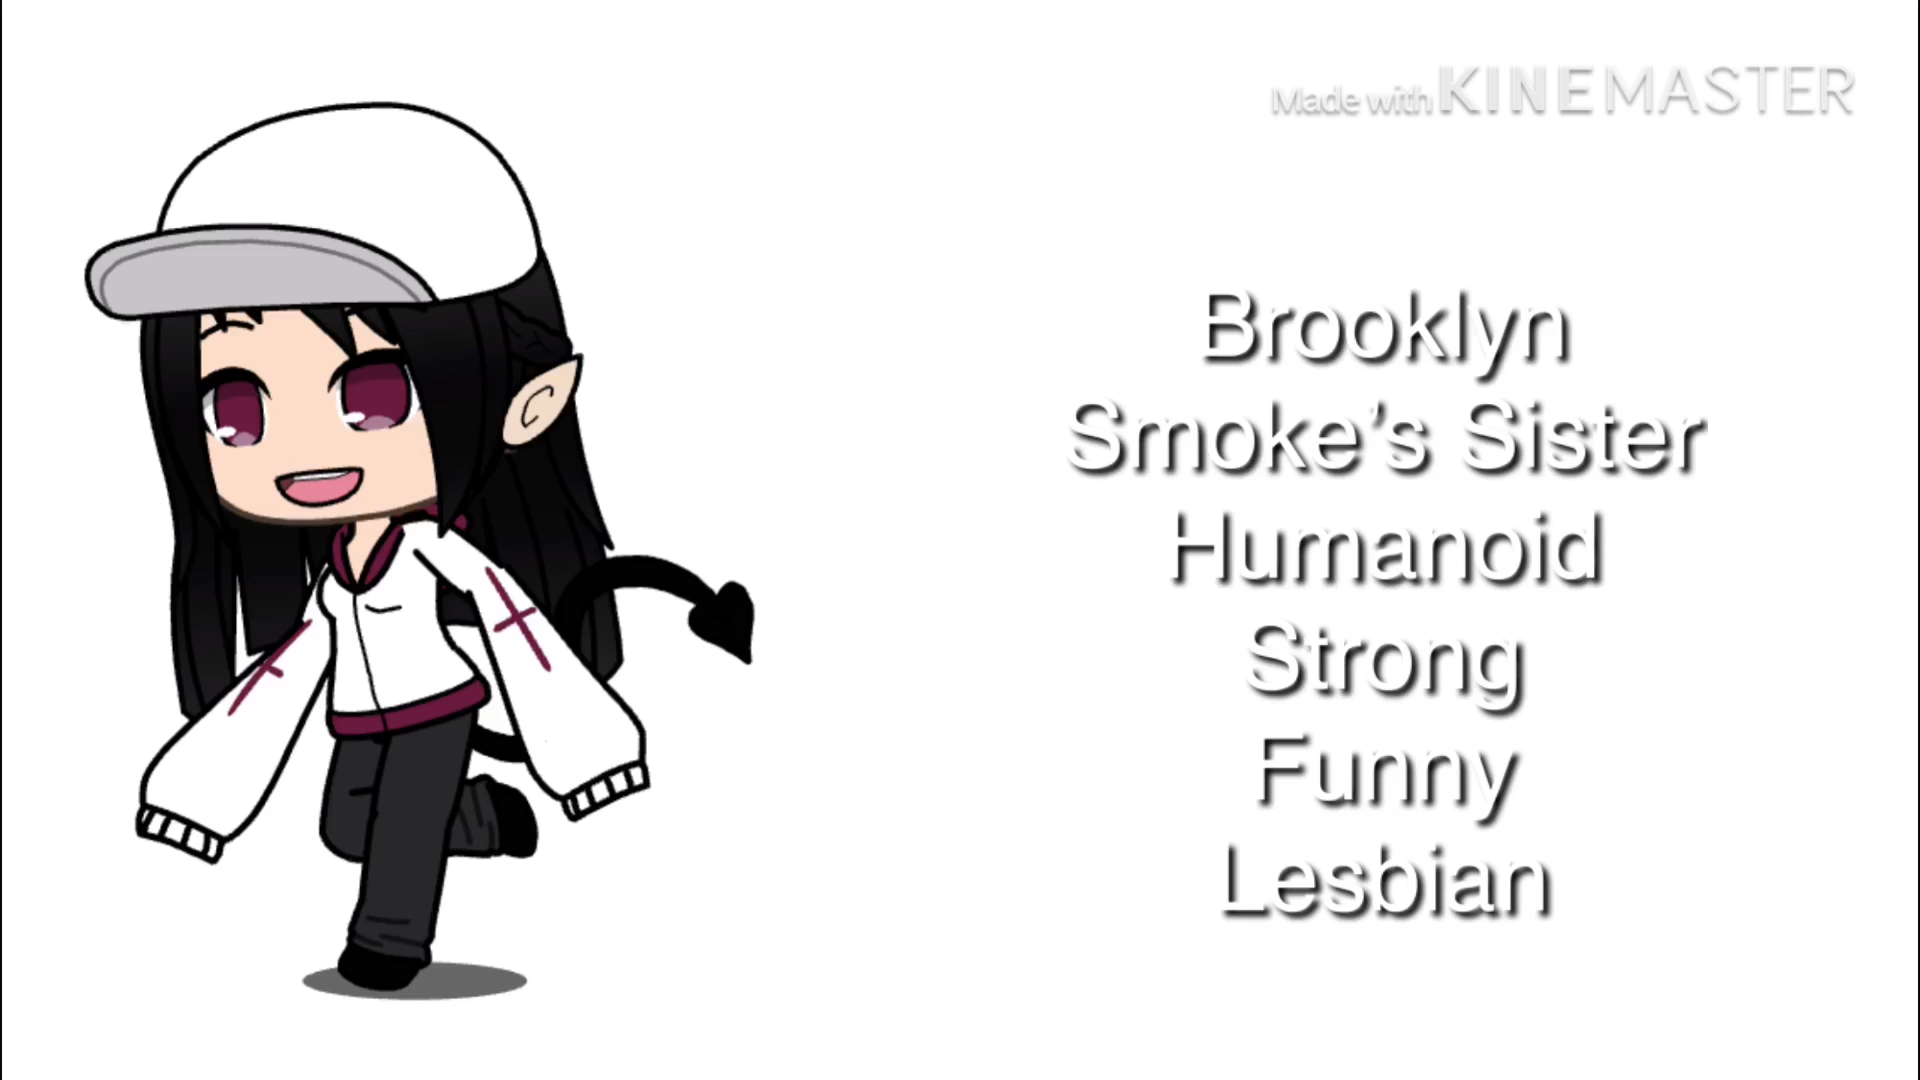 Made with KINEMASTER
Brooklyn
Smoke’s Sister
Humanoid
Strong
Funny
Lesbian